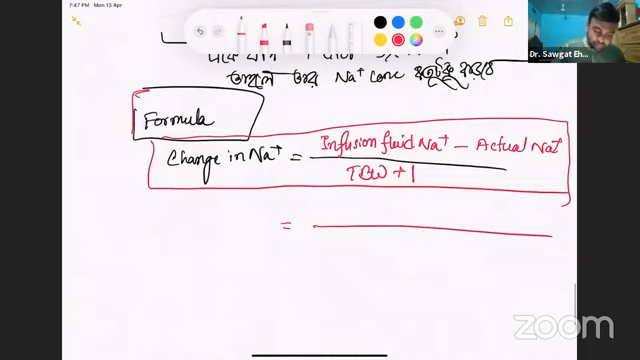 7:47 PM Mon 13 Apr
Dr. Sawgat Eh...
তাহলে তার Na⁺ conc
Formula
Change in Na⁺ = Infusion fluid Na⁺ – Actual Na⁺
TBW + 1
=
zoom